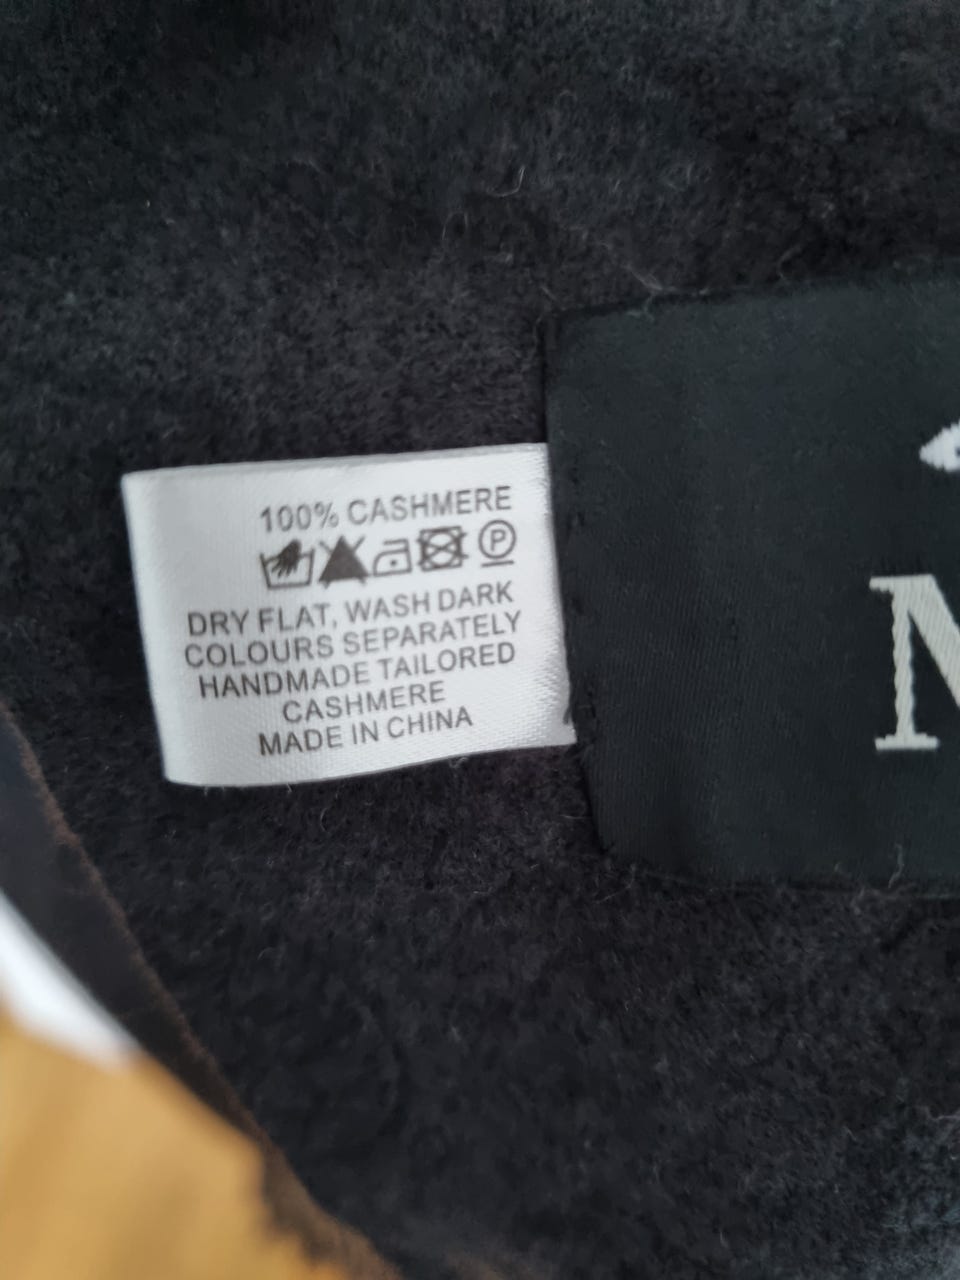 100% CASHMERE
P
DRY FLAT, WASH DARK
COLOURS SEPARATELY
HANDMADE TAILORED
CASHMERE
MADE IN CHINA